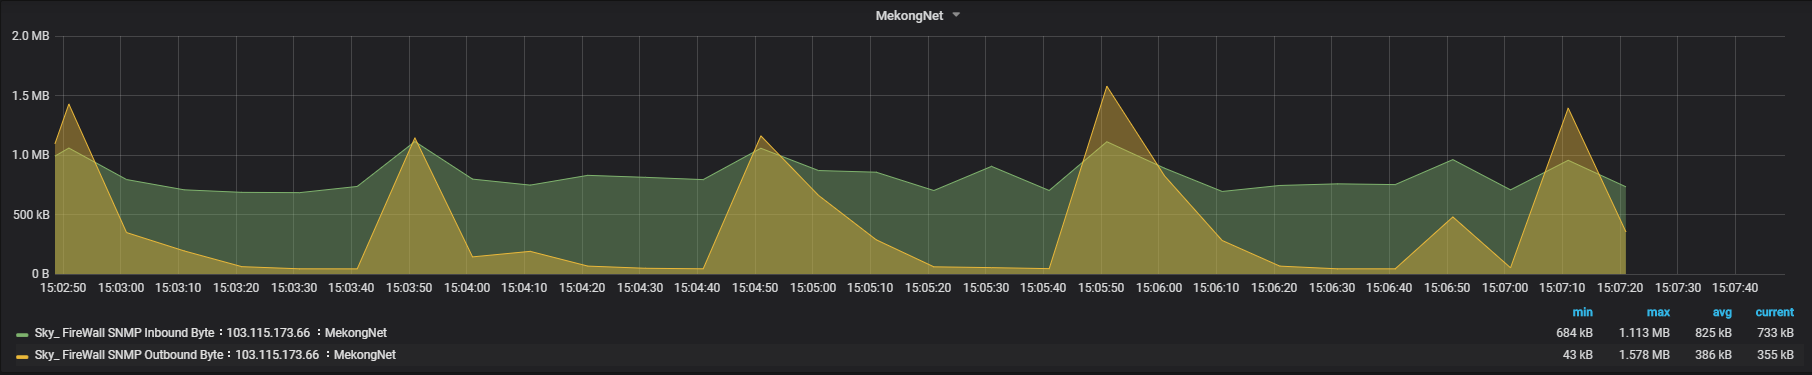 MekongNet
2.0 MB
1.5 MB
1.0 MB
500 kB
0 B
15:02:50 15:03:00 15:03:10 15:03:20 15:03:30 15:03:40 15:03:50 15:04:00 15:04:10 15:04:20 15:04:30 15:04:40 15:04:50 15:05:00 15:05:10 15:05:20 15:05:30 15:05:40 15:05:50 15:06:00 15:06:10 15:06:20 15:06:30 15:06:40 15:06:50 15:07:00 15:07:10 15:07:20 15:07:30 15:07:40
min max avg current
Sky_ FireWall SNMP Inbound Byte：103.115.173.66 ：MekongNet 684 kB 1.113 MB 825 kB 733 kB
Sky_ FireWall SNMP Outbound Byte：103.115.173.66 ：MekongNet 43 kB 1.578 MB 386 kB 355 kB